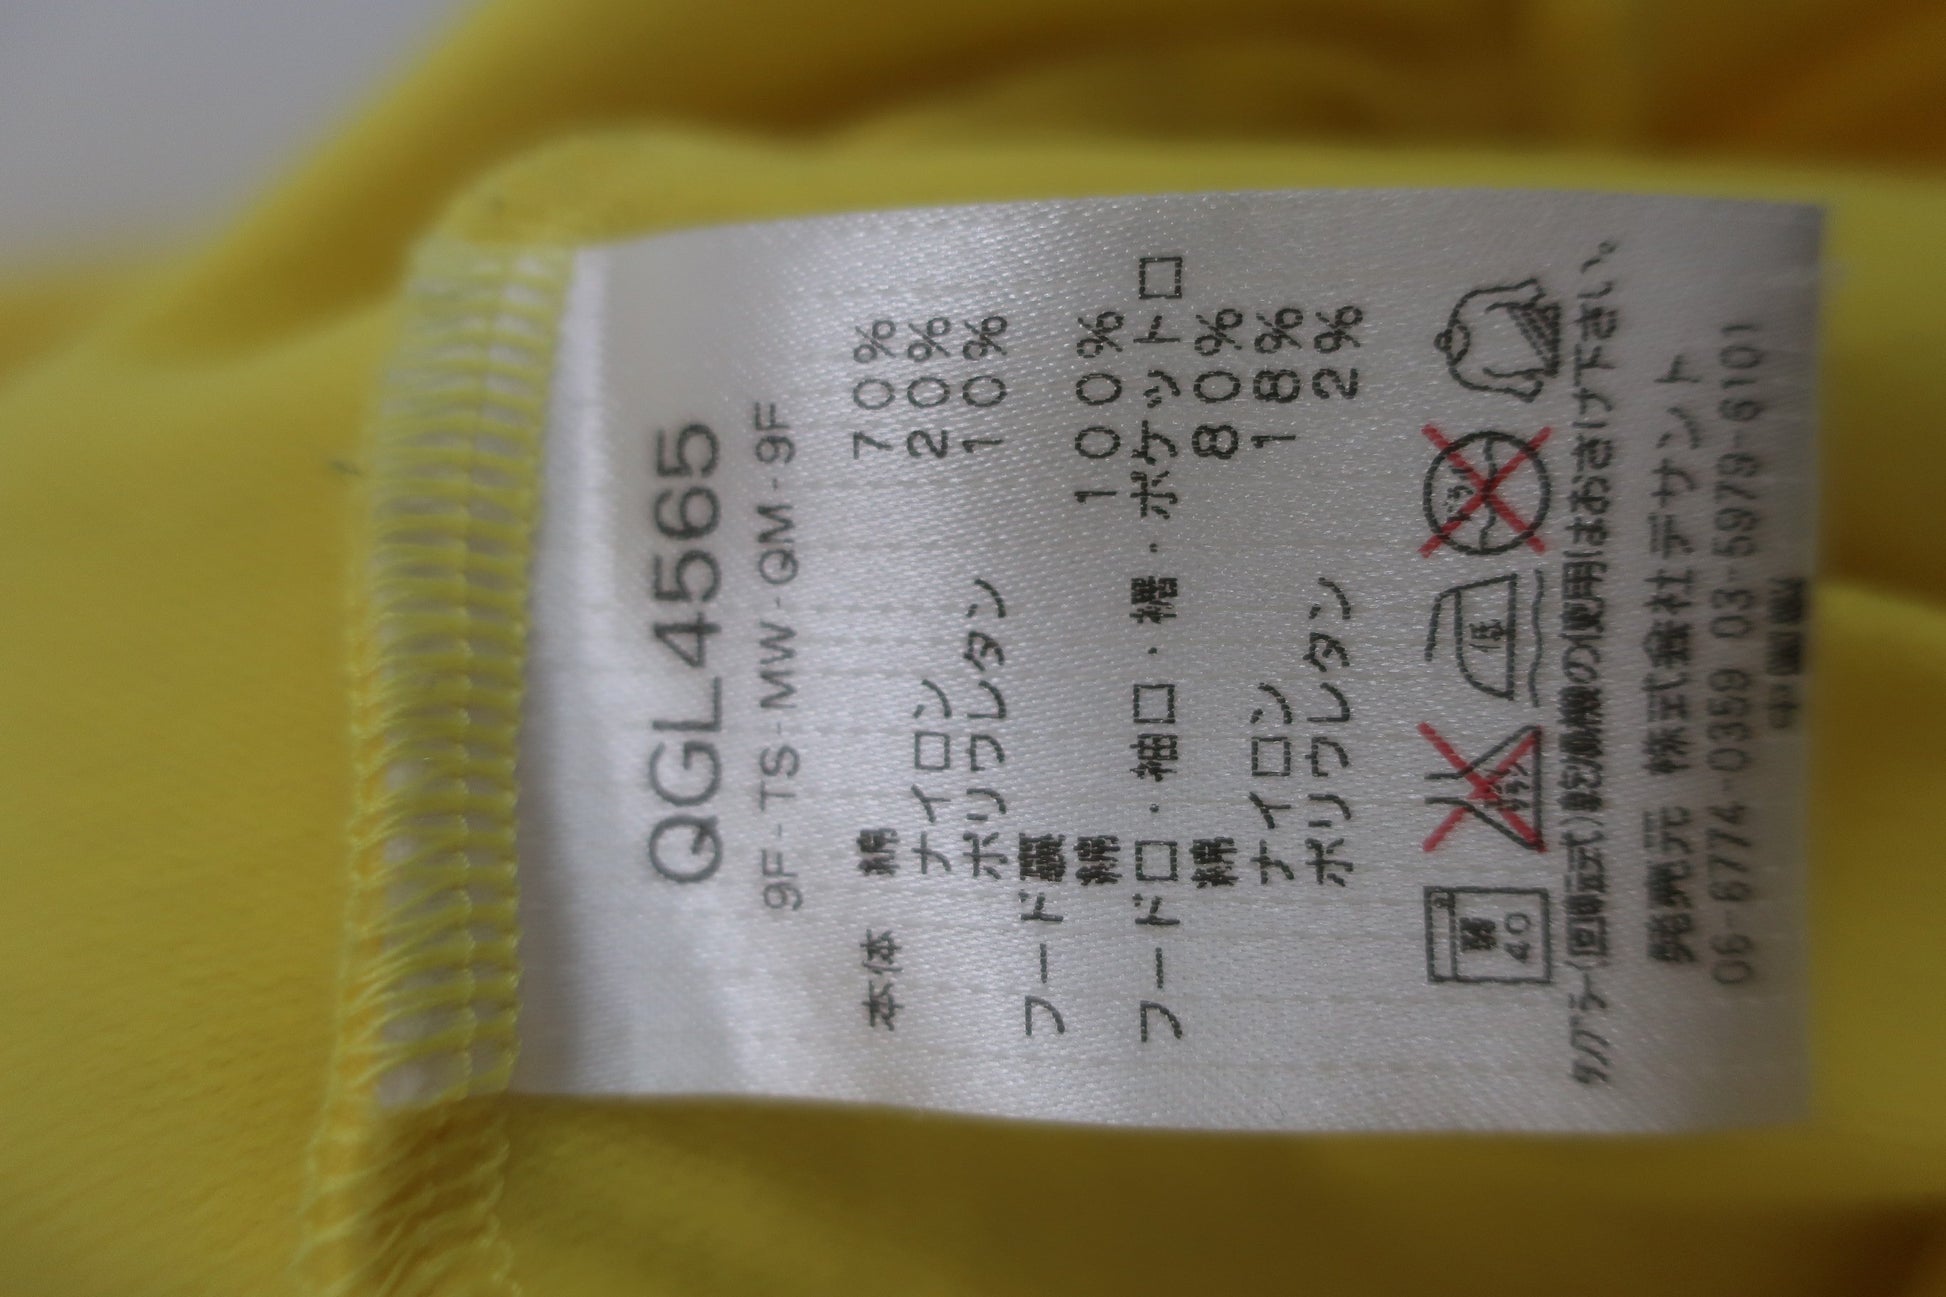 QGL4565
9F-TS-MW-QM-9F
本体 綿 70%
ナイロン 20%
ポリウレタン 10%
フード裏
綿 100%
フード口・袖口・裾・ポケット口
綿 80%
ナイロン 18%
ポリウレタン 2%
40
中
タンブラー(回転式)乾燥機の使用はおさけ下さい。
発売元 株式会社デサント
06-6774-0359 03-5979-6101
中国製